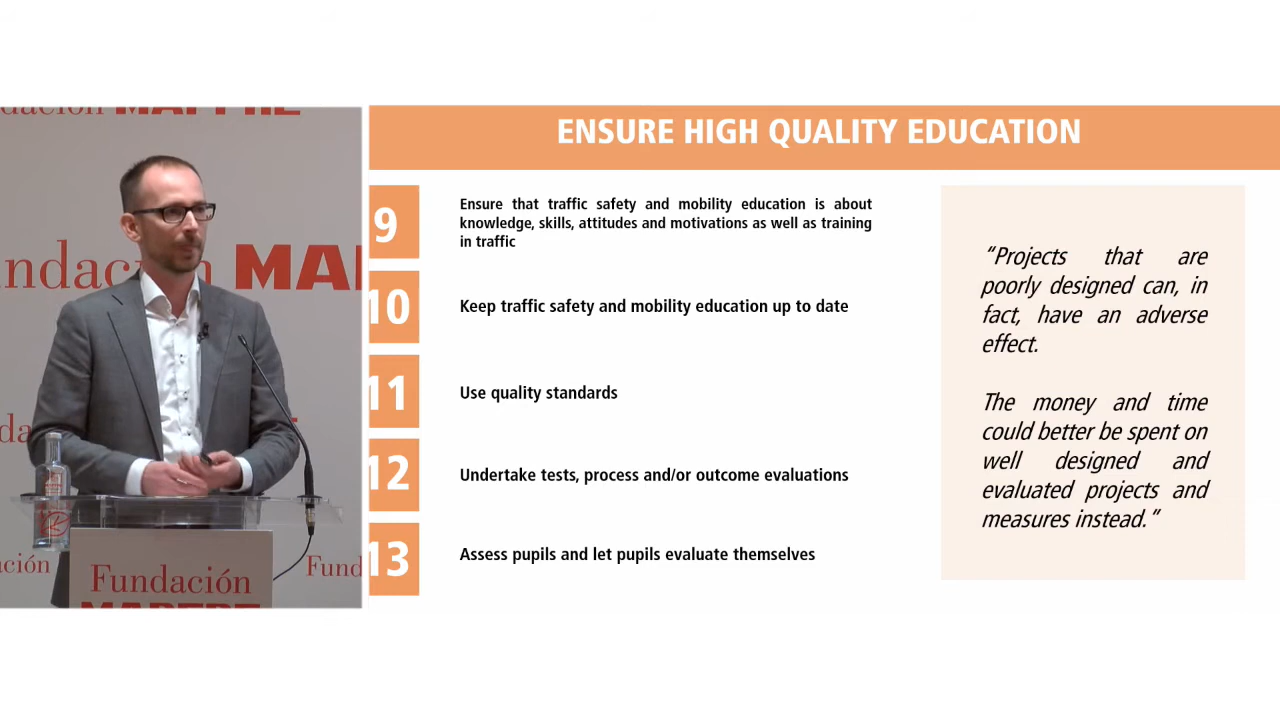 ENSURE HIGH QUALITY EDUCATION
9
Ensure that traffic safety and mobility education is about
knowledge, skills, attitudes and motivations as well as training
in traffic
10
Keep traffic safety and mobility education up to date
11
Use quality standards
12
Undertake tests, process and/or outcome evaluations
13
Assess pupils and let pupils evaluate themselves
“Projects that are
poorly designed can, in
fact, have an adverse
effect.
The money and time
could better be spent on
well designed and
evaluated projects and
measures instead.”
Fundación
MAPFRE